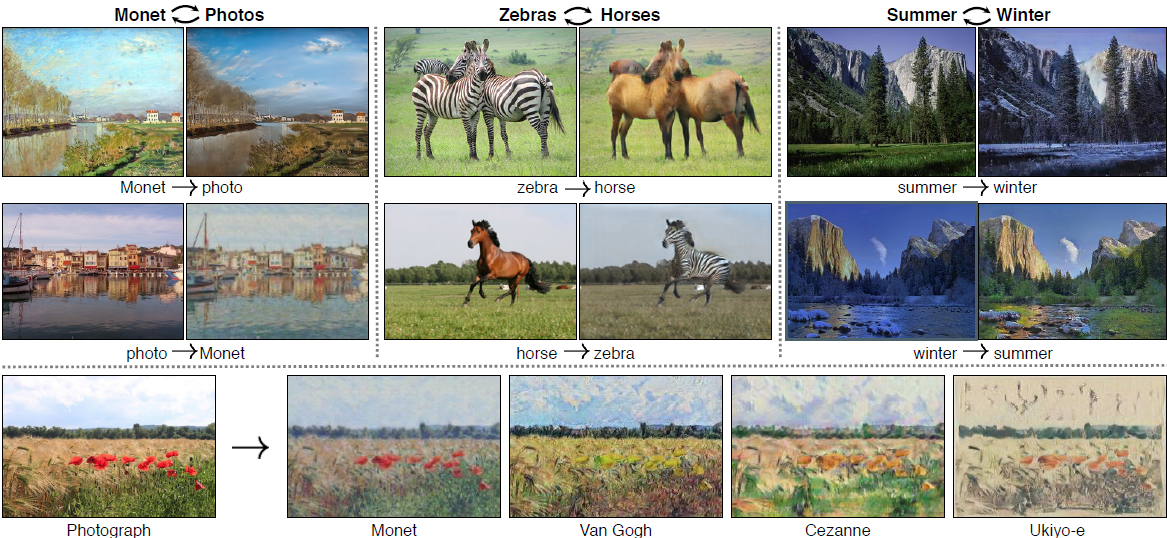 Monet Photos
Zebras Horses
Summer Winter
Monet → photo
zebra → horse
summer → winter
photo → Monet
horse → zebra
winter → summer
Photograph
Monet
Van Gogh
Cezanne
Ukiyo-e